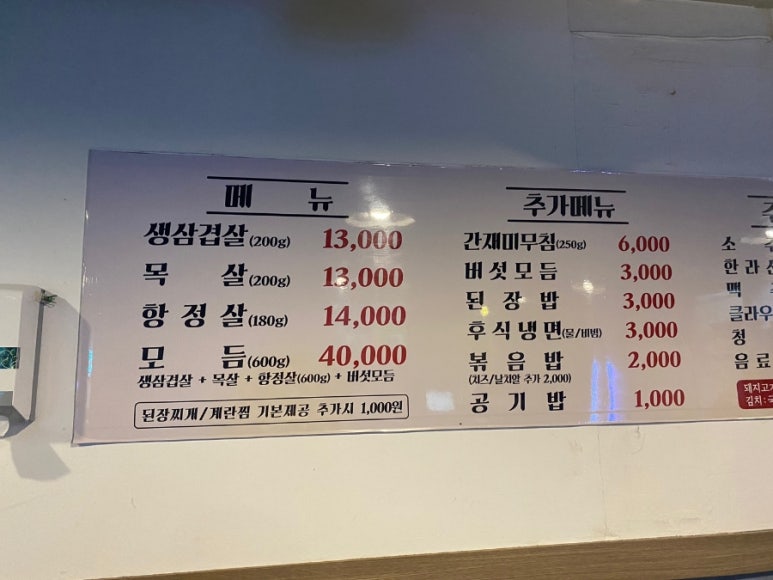 메 뉴
생삼겹살(200g) 13,000
목 살(200g) 13,000
항정살(180g) 14,000
모 듬(600g) 40,000
생삼겹살 + 목살 + 항정살(600g) + 버섯모듬
된장찌개/계란찜 기본제공 추가시 1,000원
추가메뉴
간재미무침(250g) 6,000
버섯모듬 3,000
된장밥 3,000
후식냉면(물/비빔) 3,000
볶음밥 2,000
(치즈/날치알 추가 2,000)
공기밥 1,000
소
한라산
맥
클라우
청
음료
돼지고기
김치 :